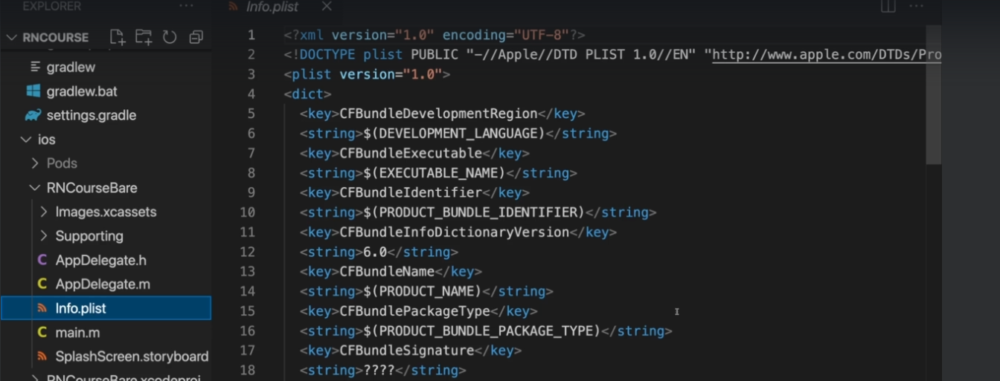 EXPLORER
RNCOURSE
gradlew
gradlew.bat
settings.gradle
ios
Pods
RNCourseBare
Images.xcassets
Supporting
AppDelegate.h
AppDelegate.m
Info.plist
main.m
SplashScreen.storyboard
RNCourseBare.xcodeproj
Info.plist
1 <?xml version="1.0" encoding="UTF-8"?>
2 <!DOCTYPE plist PUBLIC "-//Apple//DTD PLIST 1.0//EN" "http://www.apple.com/DTDs/Pro
3 <plist version="1.0">
4 <dict>
5 <key>CFBundleDevelopmentRegion</key>
6 <string>$(DEVELOPMENT_LANGUAGE)</string>
7 <key>CFBundleExecutable</key>
8 <string>$(EXECUTABLE_NAME)</string>
9 <key>CFBundleIdentifier</key>
10 <string>$(PRODUCT_BUNDLE_IDENTIFIER)</string>
11 <key>CFBundleInfoDictionaryVersion</key>
12 <string>6.0</string>
13 <key>CFBundleName</key>
14 <string>$(PRODUCT_NAME)</string>
15 <key>CFBundlePackageType</key>
16 <string>$(PRODUCT_BUNDLE_PACKAGE_TYPE)</string>
17 <key>CFBundleSignature</key>
18 <string>????</string>